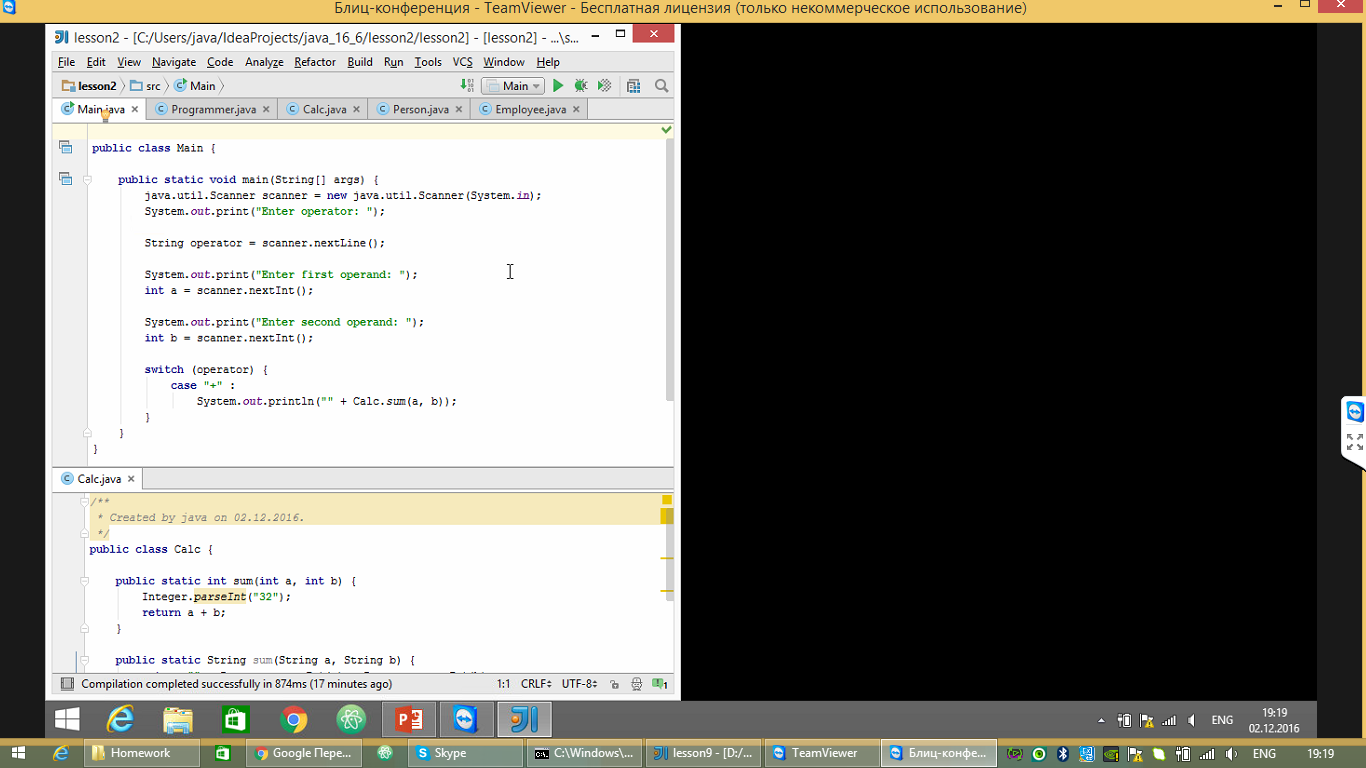 Блиц-конференция - TeamViewer - Бесплатная лицензия (только некоммерческое использование)
lesson2 - [C:/Users/java/IdeaProjects/java_16_6/lesson2/lesson2] - [lesson2] - ...\s...
File Edit View Navigate Code Analyze Refactor Build Run Tools VCS Window Help
lesson2 src Main Main
Main.java Programmer.java Calc.java Person.java Employee.java
public class Main {
public static void main(String[] args) {
java.util.Scanner scanner = new java.util.Scanner(System.in);
System.out.print("Enter operator: ");
String operator = scanner.nextLine();
System.out.print("Enter first operand: ");
int a = scanner.nextInt();
System.out.print("Enter second operand: ");
int b = scanner.nextInt();
switch (operator) {
case "+" :
System.out.println("" + Calc.sum(a, b));
}
}
}
Calc.java
/**
* Created by java on 02.12.2016.
*/
public class Calc {
public static int sum(int a, int b) {
Integer.parseInt("32");
return a + b;
}
public static String sum(String a, String b) {
Compilation completed successfully in 874ms (17 minutes ago) 1:1 CRLF UTF-8 1
ENG 19:19
02.12.2016
Homework Google Пере... Skype C:\Windows\... lesson9 - [D:/... TeamViewer Блиц-конфе... ENG 19:19